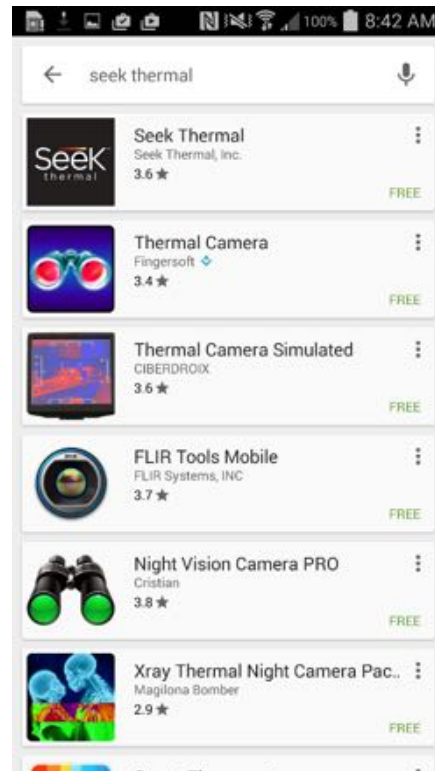 100% 8:42 AM
seek thermal
Seek
thermal
Seek Thermal
Seek Thermal, Inc.
3.6★
FREE
Thermal Camera
Fingersoft
3.4★
FREE
Thermal Camera Simulated
CIBERDROIX
3.6★
FREE
FLIR Tools Mobile
FLIR Systems, INC
3.7★
FREE
Night Vision Camera PRO
Cristian
3.8★
FREE
Xray Thermal Night Camera Pac..
Magilona Bomber
2.9★
FREE